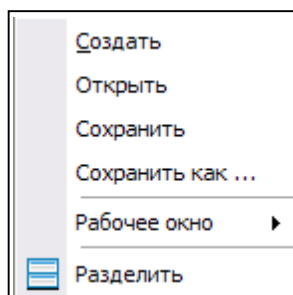 Создать
Открыть
Сохранить
Сохранить как ...
Рабочее окно
Разделить